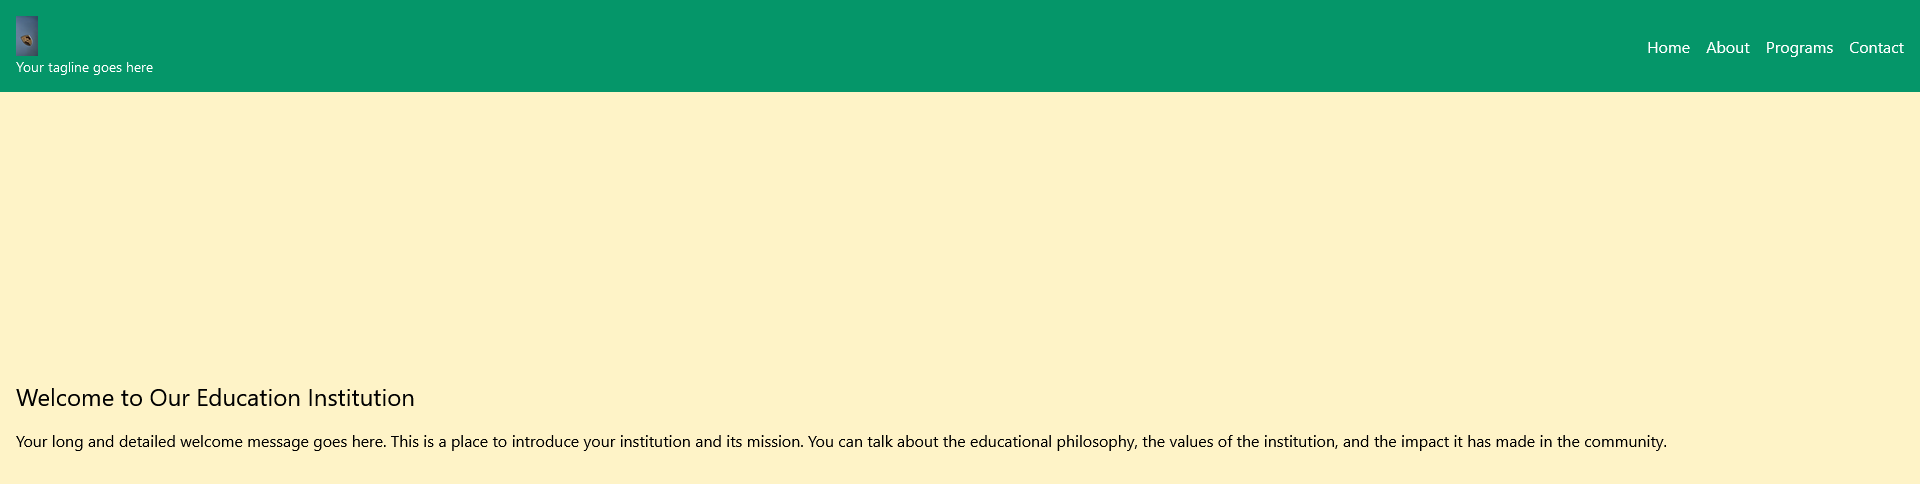 Your tagline goes here
Home About Programs Contact
Welcome to Our Education Institution
Your long and detailed welcome message goes here. This is a place to introduce your institution and its mission. You can talk about the educational philosophy, the values of the institution, and the impact it has made in the community.